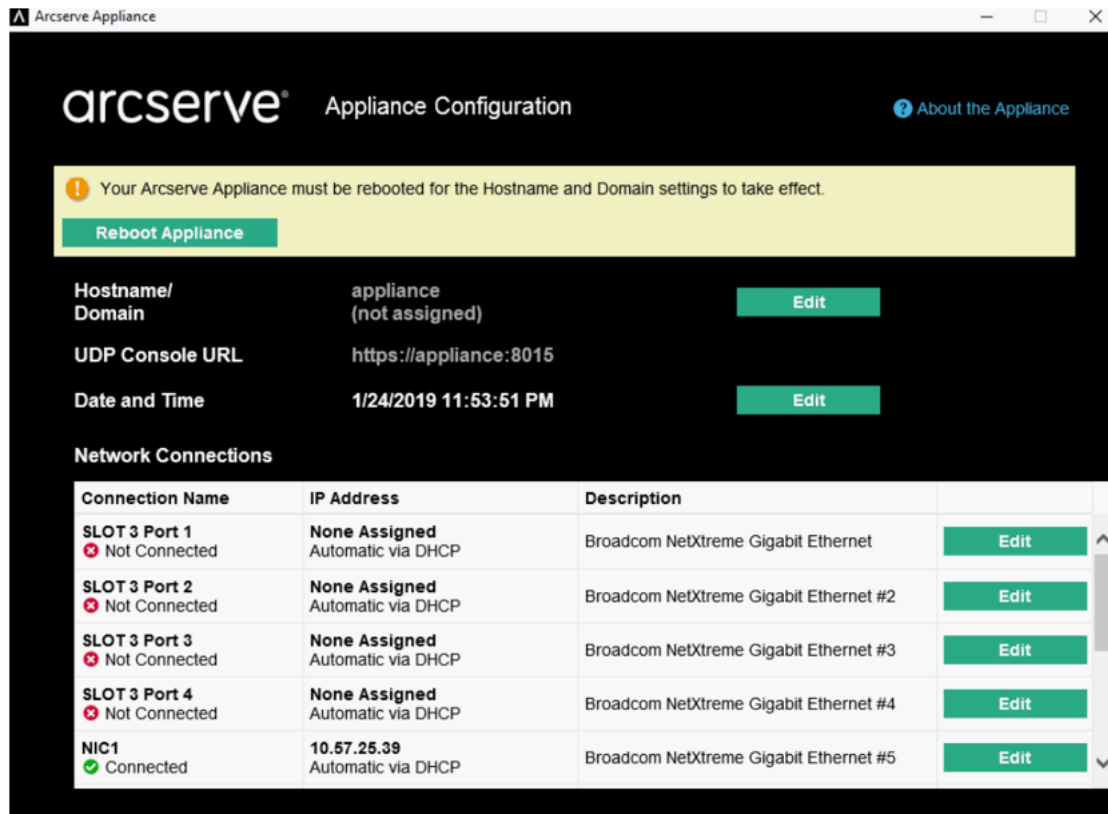 Arcserve Appliance
arcserve® Appliance Configuration
? About the Appliance
! Your Arcserve Appliance must be rebooted for the Hostname and Domain settings to take effect.
Reboot Appliance
Hostname/ appliance
Domain (not assigned)
Edit
UDP Console URL https://appliance:8015
Date and Time 1/24/2019 11:53:51 PM Edit
Network Connections
Connection Name IP Address Description
SLOT 3 Port 1 None Assigned
Not Connected Automatic via DHCP
Broadcom NetXtreme Gigabit Ethernet Edit
SLOT 3 Port 2 None Assigned
Not Connected Automatic via DHCP
Broadcom NetXtreme Gigabit Ethernet #2 Edit
SLOT 3 Port 3 None Assigned
Not Connected Automatic via DHCP
Broadcom NetXtreme Gigabit Ethernet #3 Edit
SLOT 3 Port 4 None Assigned
Not Connected Automatic via DHCP
Broadcom NetXtreme Gigabit Ethernet #4 Edit
NIC1 10.57.25.39
Connected Automatic via DHCP
Broadcom NetXtreme Gigabit Ethernet #5 Edit